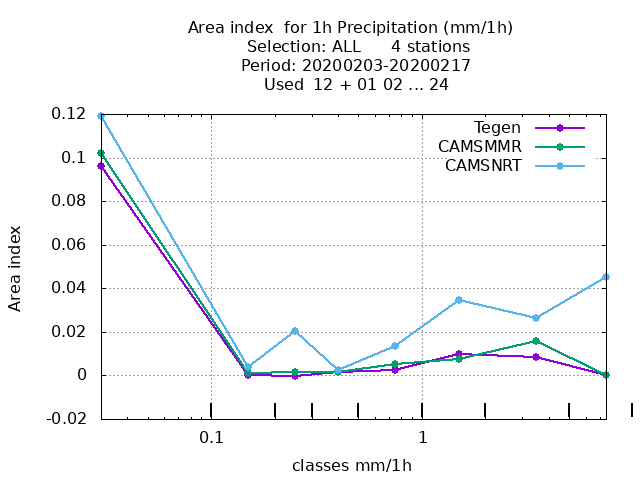 Area index  for 1h Precipitation (mm/1h)
Selection: ALL      4 stations
Period: 20200203-20200217
Used  12 + 01 02 ... 24
0.12
0.1
0.08
0.06
0.04
0.02
0
-0.02
Area index
Tegen
CAMSMMR
CAMSNRT
0.1
1
classes mm/1h